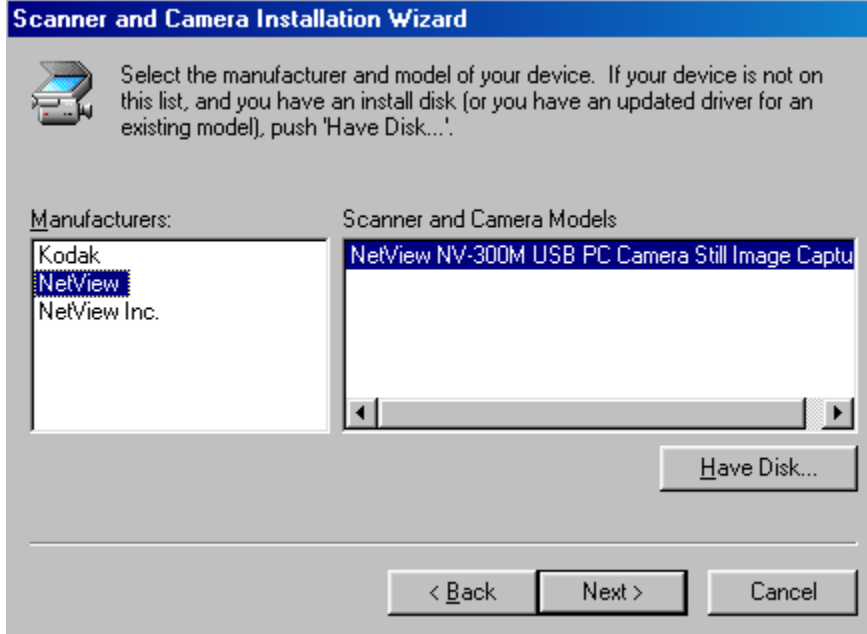 Scanner and Camera Installation Wizard
Select the manufacturer and model of your device. If your device is not on
this list, and you have an install disk (or you have an updated driver for an
existing model), push 'Have Disk...'.
Manufacturers:
Kodak
NetView
NetView Inc.
Scanner and Camera Models
NetView NV-300M USB PC Camera Still Image Captu
Have Disk...
< Back
Next >
Cancel